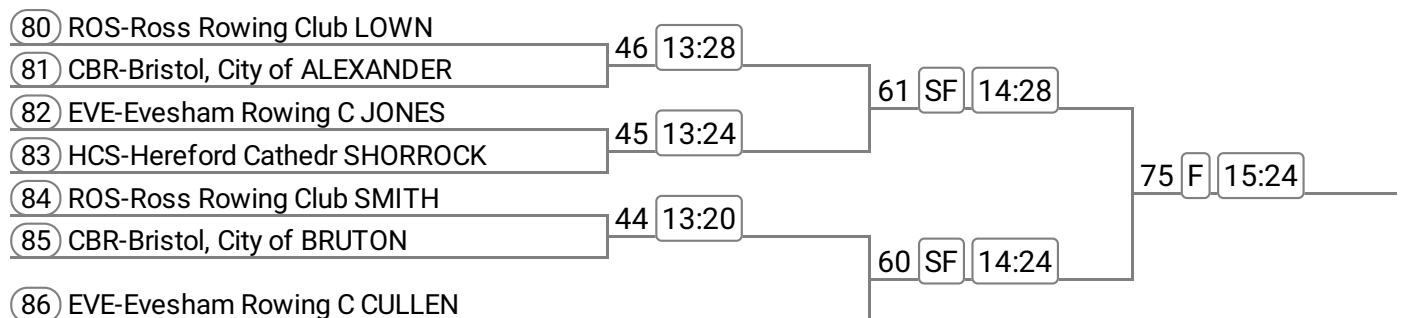 80 ROS-Ross Rowing Club LOWN
46 13:28
81 CBR-Bristol, City of ALEXANDER
61 SF 14:28
82 EVE-Evesham Rowing C JONES
45 13:24
83 HCS-Hereford Cathedr SHORROCK
75 F 15:24
84 ROS-Ross Rowing Club SMITH
44 13:20
85 CBR-Bristol, City of BRUTON
60 SF 14:24
86 EVE-Evesham Rowing C CULLEN